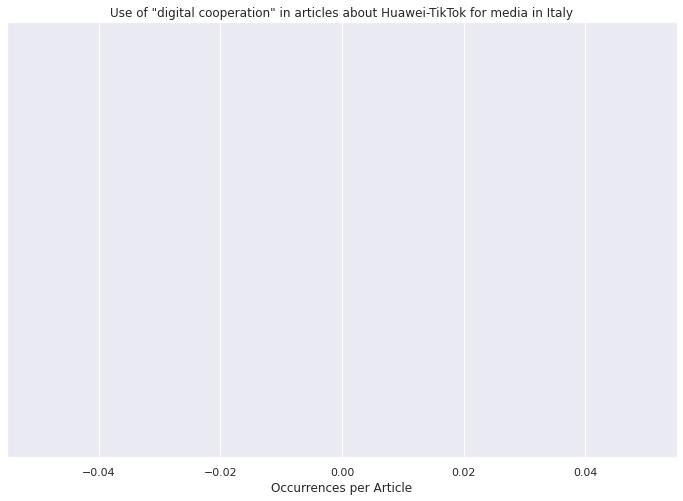 Use of "digital cooperation" in articles about Huawei-TikTok for media in Italy
−0.04 −0.02 0.00 0.02 0.04
Occurrences per Article